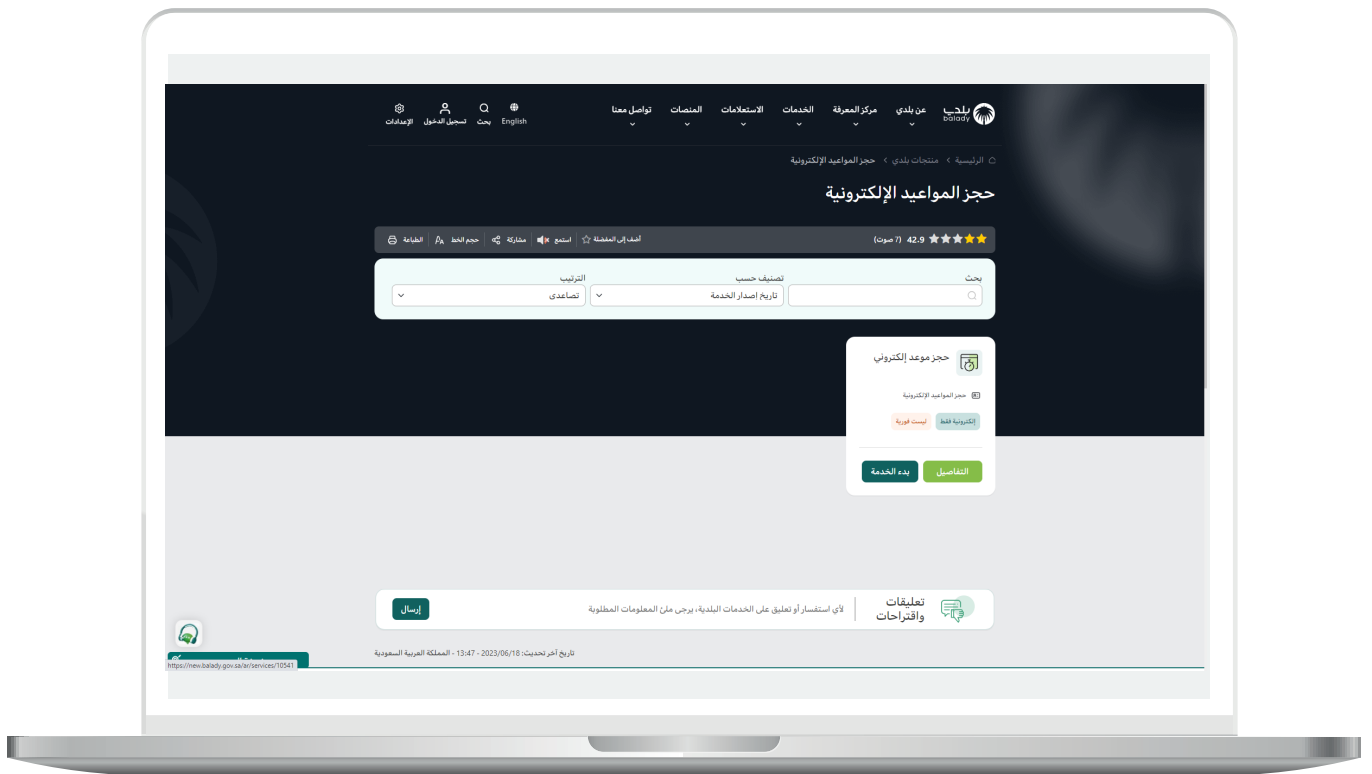 بلدي
balady
عن بلدي
مركز المعرفة
الخدمات
الاستعلامات
المنصات
تواصل معنا
English
بحث
تسجيل الدخول
الإعدادات
الرئيسية > منتجات بلدي > حجز المواعيد الإلكترونية
حجز المواعيد الإلكترونية
42.9 (7 صوت)
أضف إلى المفضلة
استمع
مشاركة
حجم الخط
الطباعة
بحث
تصنيف حسب
الترتيب
تاريخ إصدار الخدمة
تصاعدى
حجز موعد إلكتروني
حجز المواعيد الإلكترونية
إلكترونية فقط
ليست فورية
التفاصيل
بدء الخدمة
تعليقات
واقتراحات
لأي استفسار أو تعليق على الخدمات البلدية، يرجى ملئ المعلومات المطلوبة
إرسال
تاريخ آخر تحديث: 2023/06/18 - 13:47 - المملكة العربية السعودية
https://new.balady.gov.sa/ar/services/10541